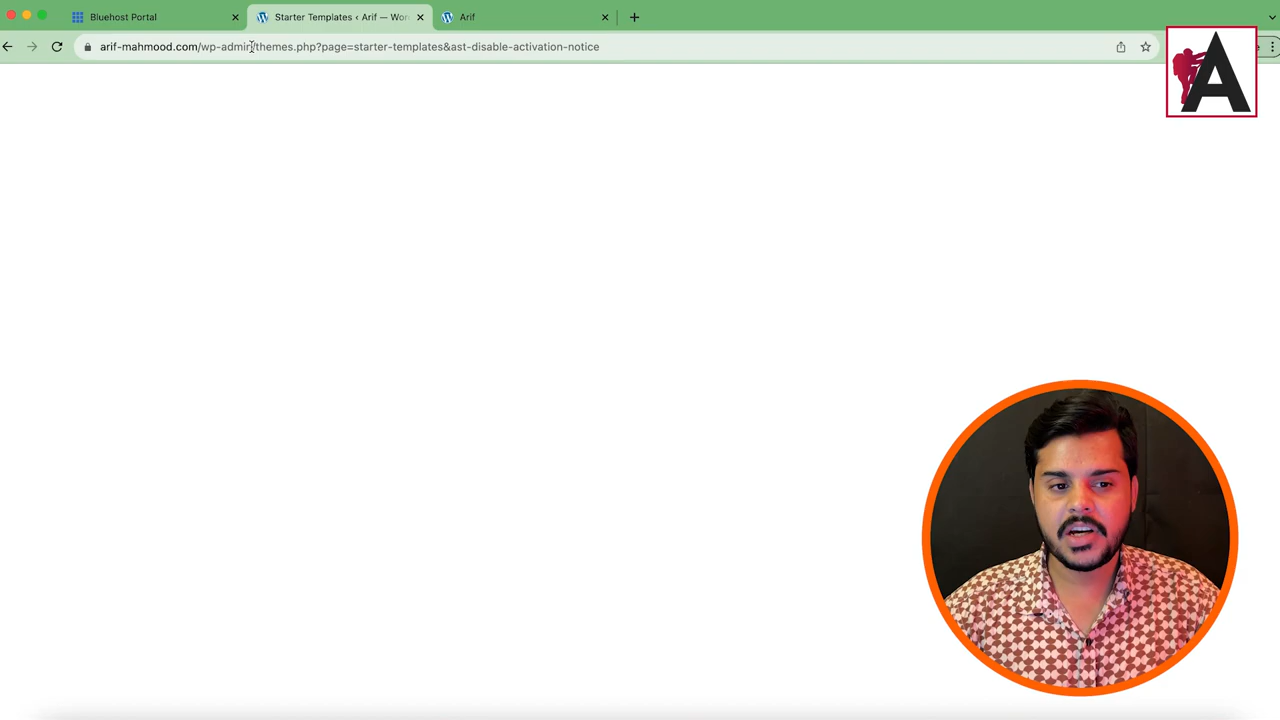 Bluehost Portal
Starter Templates ‹ Arif — Wor
Arif
arif-mahmood.com/wp-admin/themes.php?page=starter-templates&ast-disable-activation-notice
A